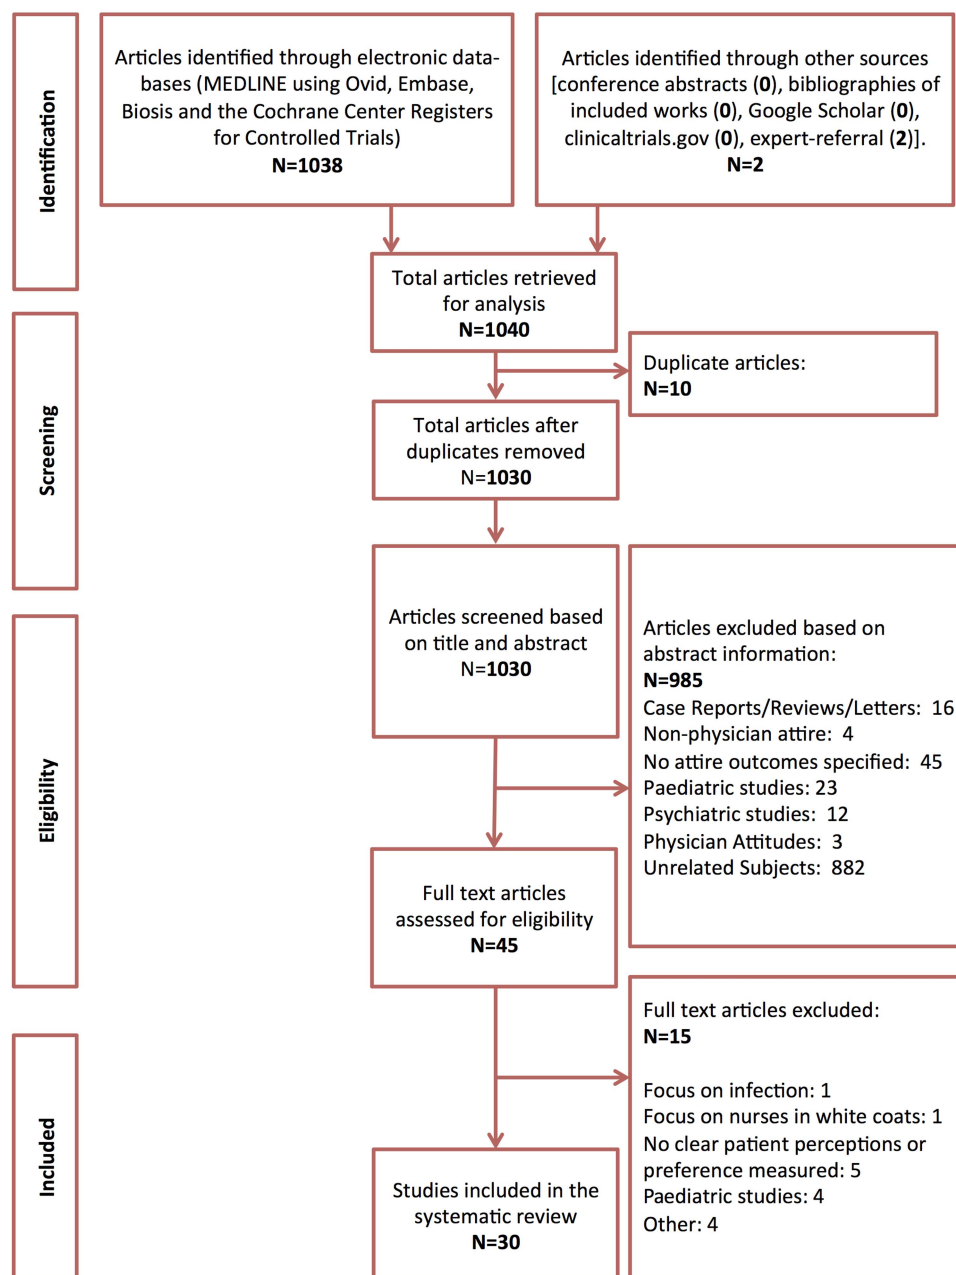 Identification
Articles identified through electronic data-
bases (MEDLINE using Ovid, Embase,
Biosis and the Cochrane Center Registers
for Controlled Trials)
N=1038
Articles identified through other sources
[conference abstracts (0), bibliographies of
included works (0), Google Scholar (0),
clinicaltrials.gov (0), expert-referral (2)].
N=2
Total articles retrieved
for analysis
N=1040
Screening
Duplicate articles:
N=10
Total articles after
duplicates removed
N=1030
Eligibility
Articles screened based
on title and abstract
N=1030
Articles excluded based on
abstract information:
N=985
Case Reports/Reviews/Letters: 16
Non-physician attire: 4
No attire outcomes specified: 45
Paediatric studies: 23
Psychiatric studies: 12
Physician Attitudes: 3
Unrelated Subjects: 882
Full text articles
assessed for eligibility
N=45
Included
Full text articles excluded:
N=15
Focus on infection: 1
Focus on nurses in white coats: 1
No clear patient perceptions or
preference measured: 5
Paediatric studies: 4
Other: 4
Studies included in the
systematic review
N=30